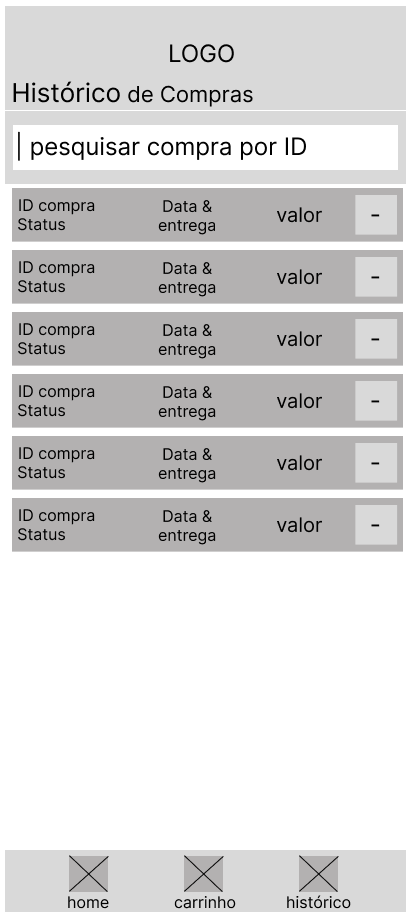 LOGO
Histórico de Compras
pesquisar compra por ID
ID compra
Status
Data &
entrega
valor
-
ID compra
Status
Data &
entrega
valor
-
ID compra
Status
Data &
entrega
valor
-
ID compra
Status
Data &
entrega
valor
-
ID compra
Status
Data &
entrega
valor
-
ID compra
Status
Data &
entrega
valor
-
home
carrinho
histórico